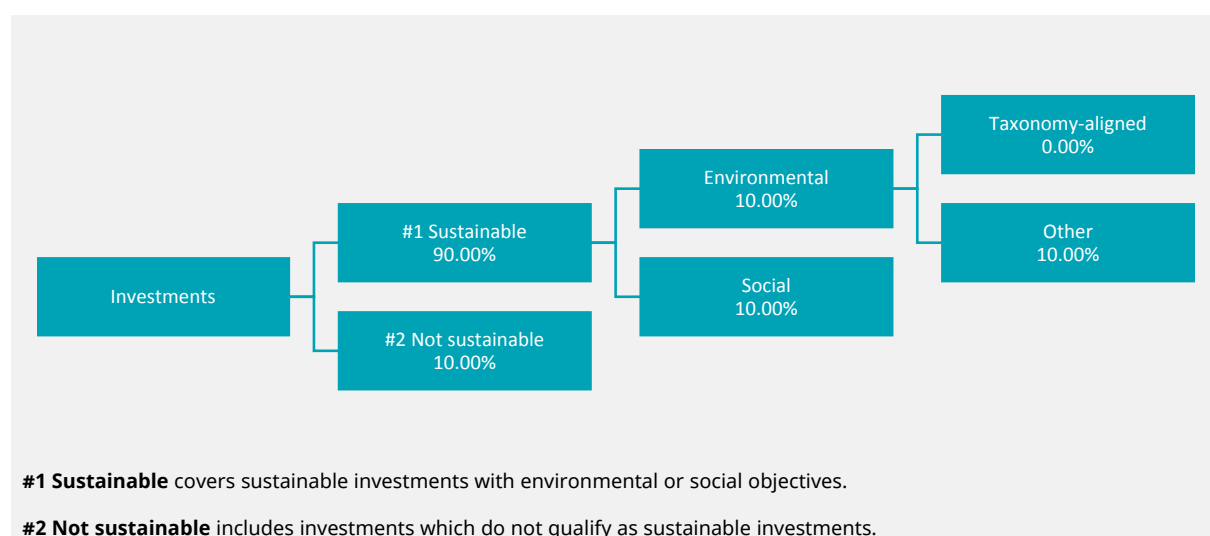 Taxonomy-aligned
0.00%
Environmental
10.00%
#1 Sustainable
90.00%
Other
10.00%
Investments
Social
10.00%
#2 Not sustainable
10.00%
#1 Sustainable covers sustainable investments with environmental or social objectives.
#2 Not sustainable includes investments which do not qualify as sustainable investments.